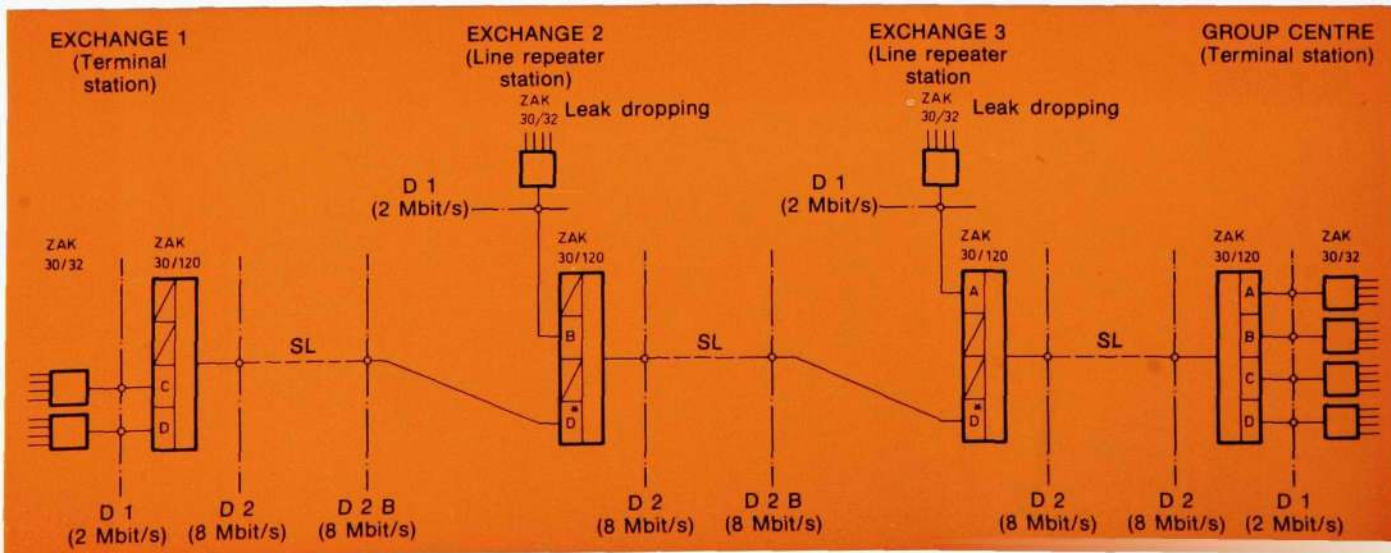 EXCHANGE 1
(Terminal
station)
EXCHANGE 2
(Line repeater
station)
ZAK
30/32
Leak dropping
EXCHANGE 3
(Line repeater
station
ZAK
30/32
Leak dropping
GROUP CENTRE
(Terminal station)
D 1
(2 Mbit/s)
D 1
(2 Mbit/s)
ZAK
30/32
ZAK
30/120
ZAK
30/120
ZAK
30/120
ZAK
30/120
ZAK
30/32
C
D
SL
B
D*
SL
A
D*
SL
A
B
C
D
D 1
(2 Mbit/s)
D 2
(8 Mbit/s)
D 2 B
(8 Mbit/s)
D 2
(8 Mbit/s)
D 2 B
(8 Mbit/s)
D 2
(8 Mbit/s)
D 2
(8 Mbit/s)
D 1
(2 Mbit/s)